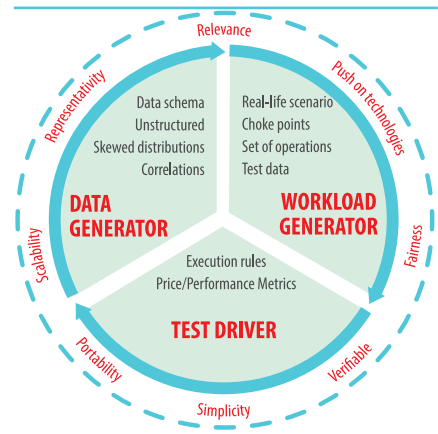 Relevance
Representativity
Push on technologies
Data schema
Unstructured
Skewed distributions
Correlations
Real-life scenario
Choke points
Set of operations
Test data
DATA
GENERATOR
WORKLOAD
GENERATOR
Scalability
Fairness
Execution rules
Price/Performance Metrics
TEST DRIVER
Portability
Verifiable
Simplicity